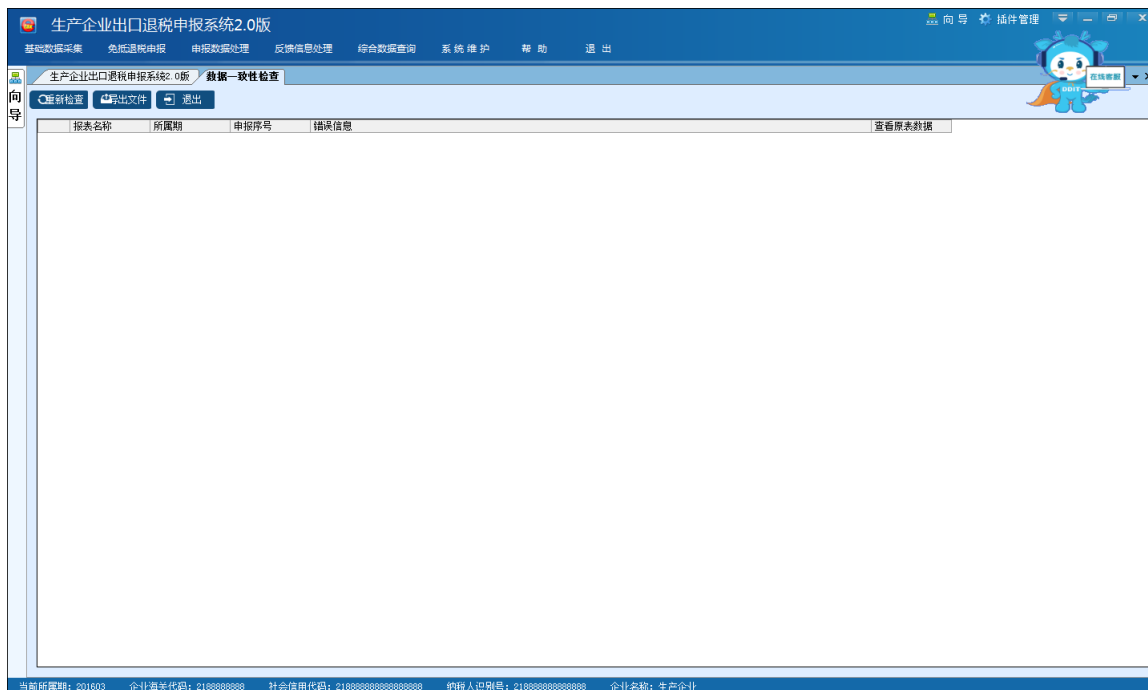 生产企业出口退税申报系统2.0版
向 导 插件管理
基础数据采集 免抵退税申报 申报数据处理 反馈信息处理 综合数据查询 系 统 维 护 帮 助 退 出
在线客服
DDIT
生产企业出口退税申报系统2.0版 数据一致性检查
向导
重新检查 导出文件 退出
报表名称 所属期 申报序号 错误信息 查看原表数据
当前所属期: 201603 企业海关代码: 2188888888 社会信用代码: 218888888888888888 纳税人识别号: 218888888888888 企业名称: 生产企业